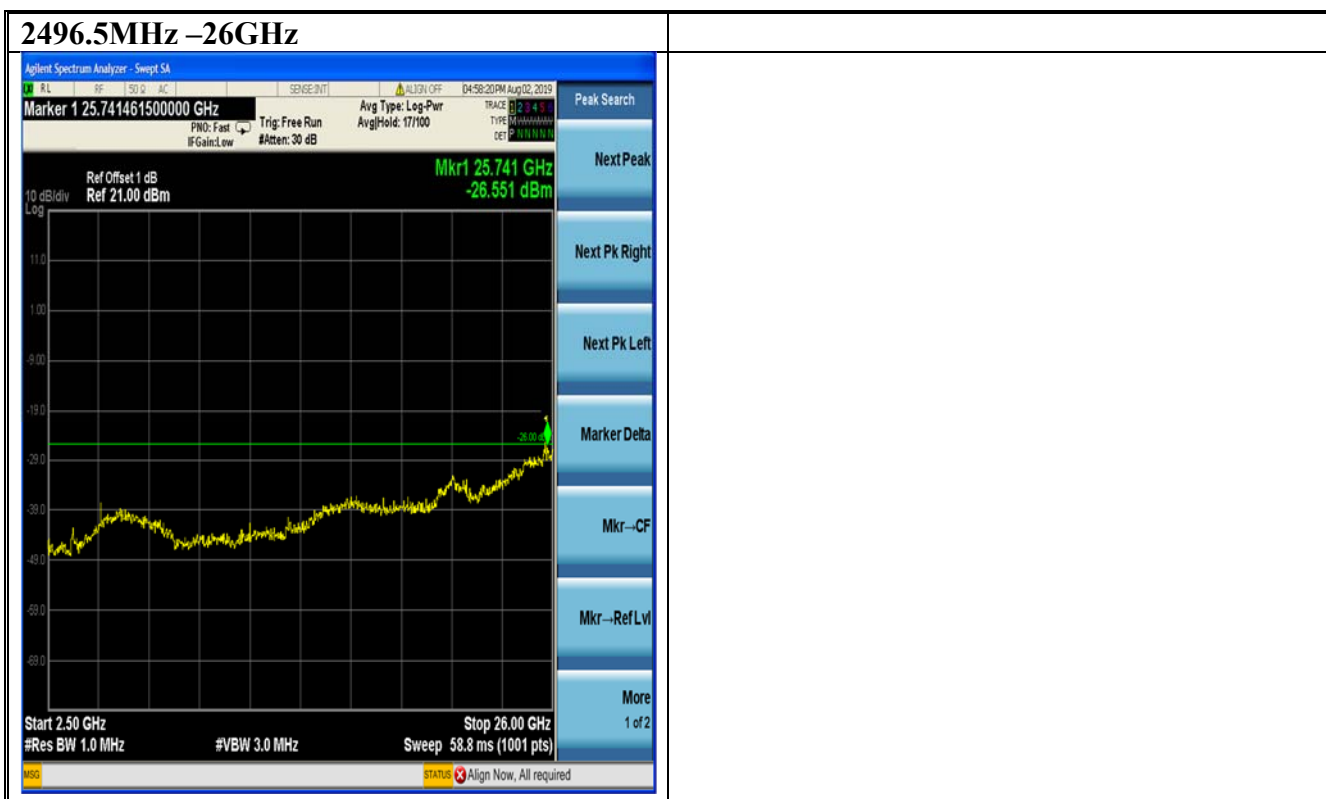 2496.5MHz –26GHz
Agilent Spectrum Analyzer - Swept SA
RL RF 50 Ω AC SENSE:INT ALIGN OFF 04:58:20 PM Aug 02, 2019
Marker 1 25.741461500000 GHz
PNO: Fast
IFGain:Low
Trig: Free Run
#Atten: 30 dB
Avg Type: Log-Pwr
Avg|Hold: 17/100
TRACE 1 2 3 4 5 6
TYPE M
DET P N N N N N
Ref Offset 1 dB
10 dB/div Ref 21.00 dBm
Log
Mkr1 25.741 GHz
-26.551 dBm
11.0
1.00
-9.00
-19.0
-29.0
-39.0
-49.0
-59.0
-69.0
Start 2.50 GHz
Stop 26.00 GHz
#Res BW 1.0 MHz
#VBW 3.0 MHz
Sweep 58.8 ms (1001 pts)
MSG
STATUS Align Now, All required
Peak Search
Next Peak
Next Pk Right
Next Pk Left
Marker Delta
Mkr→CF
Mkr→Ref Lvl
More
1 of 2